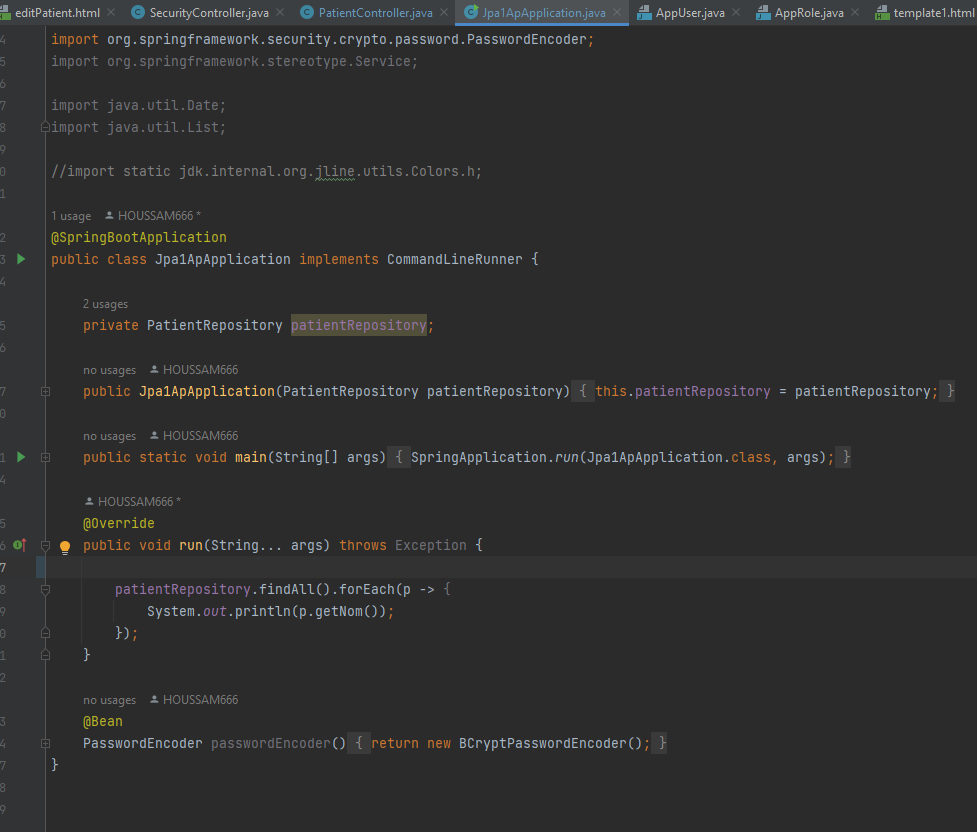 editPatient.html SecurityController.java PatientController.java Jpa1ApApplication.java AppUser.java AppRole.java template1.html
4 import org.springframework.security.crypto.password.PasswordEncoder;
5 import org.springframework.stereotype.Service;
6
7 import java.util.Date;
8 import java.util.List;
9
0 //import static jdk.internal.org.jline.utils.Colors.h;
1
1 usage HOUSSAM666 *
2 @SpringBootApplication
3 public class Jpa1ApApplication implements CommandLineRunner {
4
2 usages
5 private PatientRepository patientRepository;
6
no usages HOUSSAM666
7 public Jpa1ApApplication(PatientRepository patientRepository) { this.patientRepository = patientRepository; }
0
no usages HOUSSAM666
1 public static void main(String[] args) { SpringApplication.run(Jpa1ApApplication.class, args); }
4
HOUSSAM666 *
5 @Override
6 public void run(String... args) throws Exception {
7
8 patientRepository.findAll().forEach(p -> {
9 System.out.println(p.getNom());
0 });
1 }
2
no usages HOUSSAM666
3 @Bean
4 PasswordEncoder passwordEncoder() { return new BCryptPasswordEncoder(); }
7 }
8
9